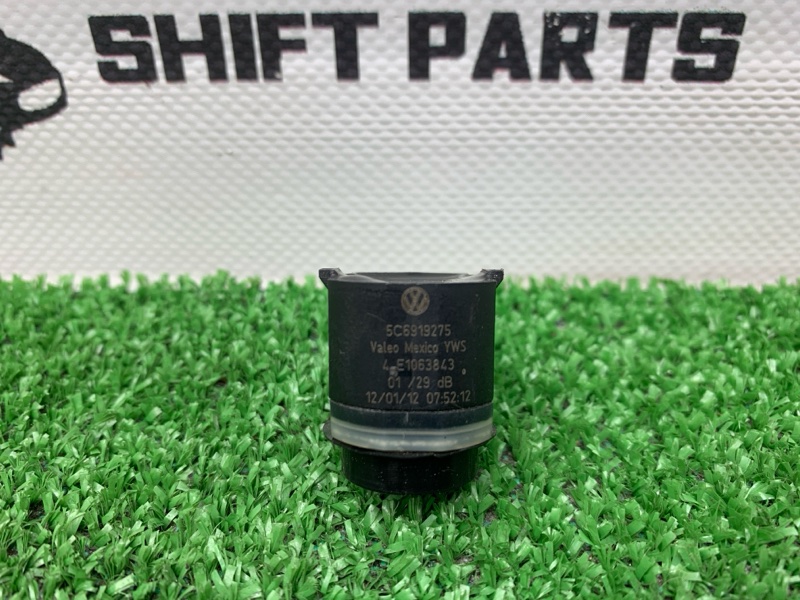 SHIFT PARTS
5C6919275
Valeo Mexico YWS
4 E1063843
01 /29 dB
12/01/12 07:52:12